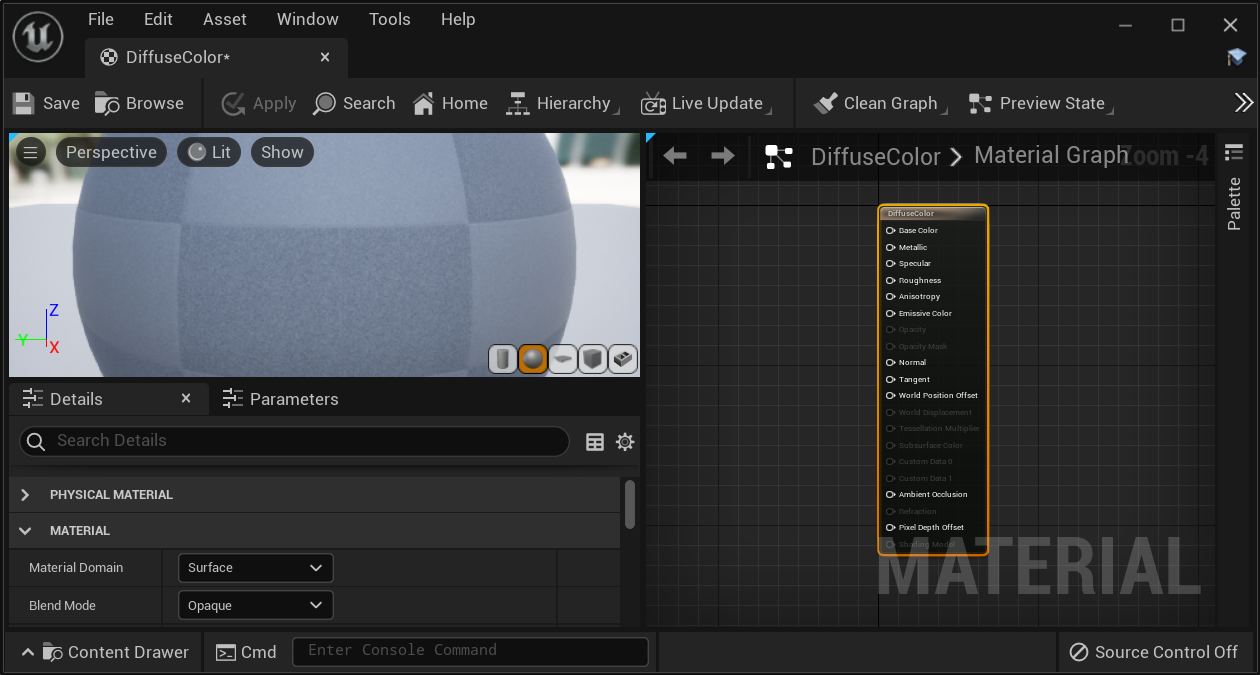 File Edit Asset Window Tools Help
DiffuseColor*
Save Browse Apply Search Home Hierarchy Live Update Clean Graph Preview State
Perspective Lit Show
DiffuseColor Material Graph Zoom -4
Palette
DiffuseColor
Base Color
Metallic
Specular
Roughness
Anisotropy
Emissive Color
Opacity
Opacity Mask
Normal
Tangent
World Position Offset
World Displacement
Tessellation Multiplier
Subsurface Color
Custom Data 0
Custom Data 1
Ambient Occlusion
Refraction
Pixel Depth Offset
Shading Model
MATERIAL
Z
Y
X
Details Parameters
Search Details
PHYSICAL MATERIAL
MATERIAL
Material Domain Surface
Blend Mode Opaque
Content Drawer Cmd Enter Console Command Source Control Off